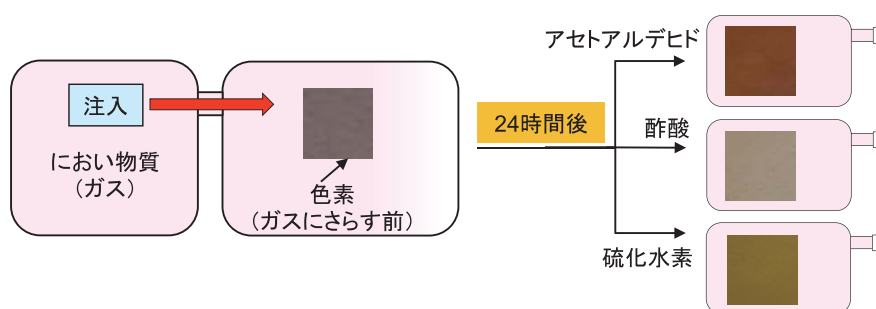 注入
におい物質
(ガス)
色素
(ガスにさらす前)
24時間後
アセトアルデヒド
酢酸
硫化水素